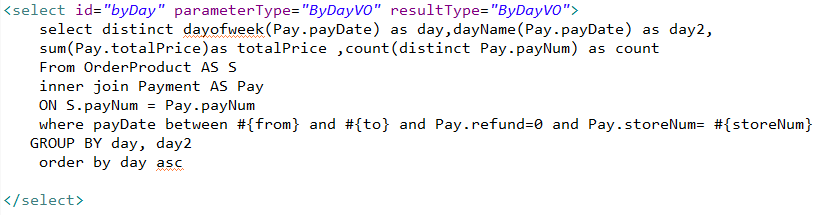 <select id="byDay" parameterType="ByDayVO" resultType="ByDayVO">
select distinct dayofweek(Pay.payDate) as day,dayName(Pay.payDate) as day2,
sum(Pay.totalPrice)as totalPrice ,count(distinct Pay.payNum) as count
From OrderProduct AS S
inner join Payment AS Pay
ON S.payNum = Pay.payNum
where payDate between #{from} and #{to} and Pay.refund=0 and Pay.storeNum= #{storeNum}
GROUP BY day, day2
order by day asc
</select>